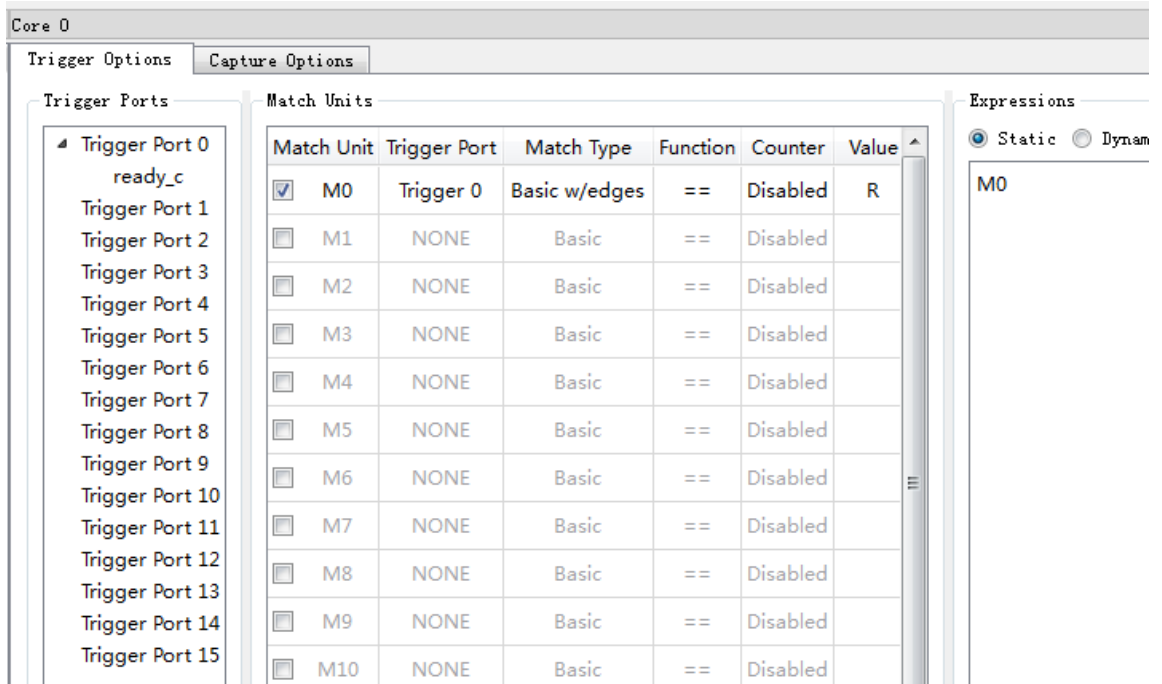 Core 0
Trigger Options Capture Options
Trigger Ports
Trigger Port 0
ready_c
Trigger Port 1
Trigger Port 2
Trigger Port 3
Trigger Port 4
Trigger Port 5
Trigger Port 6
Trigger Port 7
Trigger Port 8
Trigger Port 9
Trigger Port 10
Trigger Port 11
Trigger Port 12
Trigger Port 13
Trigger Port 14
Trigger Port 15
Match Units
Match Unit Trigger Port Match Type Function Counter Value
M0 Trigger 0 Basic w/edges == Disabled R
M1 NONE Basic == Disabled
M2 NONE Basic == Disabled
M3 NONE Basic == Disabled
M4 NONE Basic == Disabled
M5 NONE Basic == Disabled
M6 NONE Basic == Disabled
M7 NONE Basic == Disabled
M8 NONE Basic == Disabled
M9 NONE Basic == Disabled
M10 NONE Basic == Disabled
Expressions
Static Dynam
M0